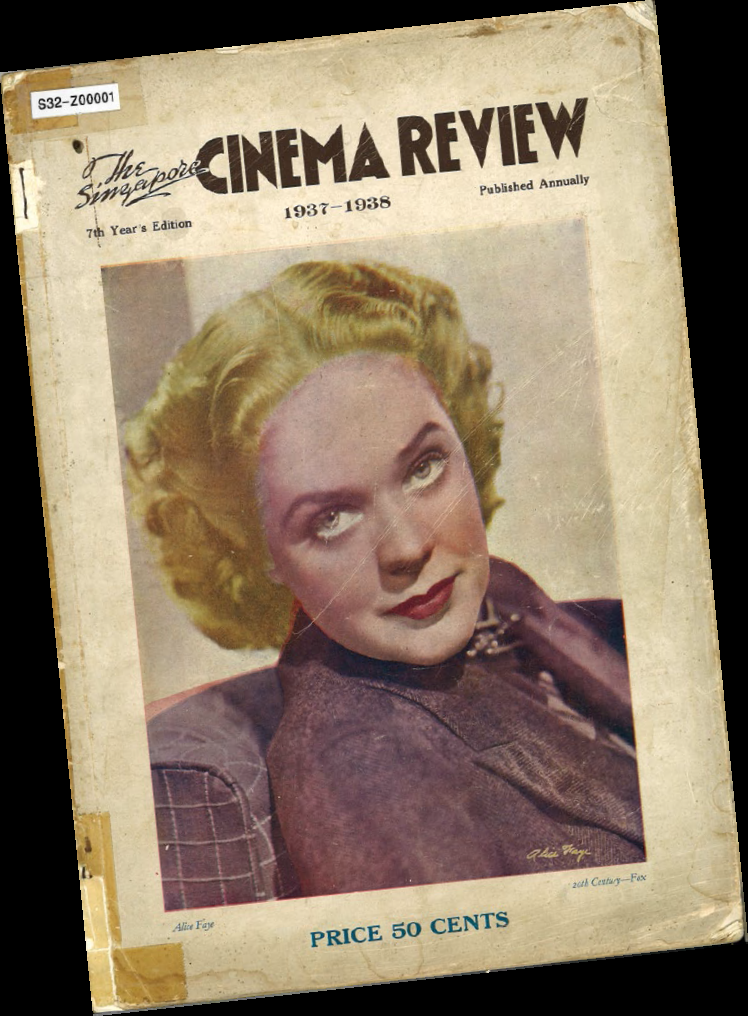 S32-Z00001
The Singapore CINEMA REVIEW
7th Year's Edition
1937-1938
Published Annually
Alice Faye
Alice Faye
20th Century—Fox
PRICE 50 CENTS